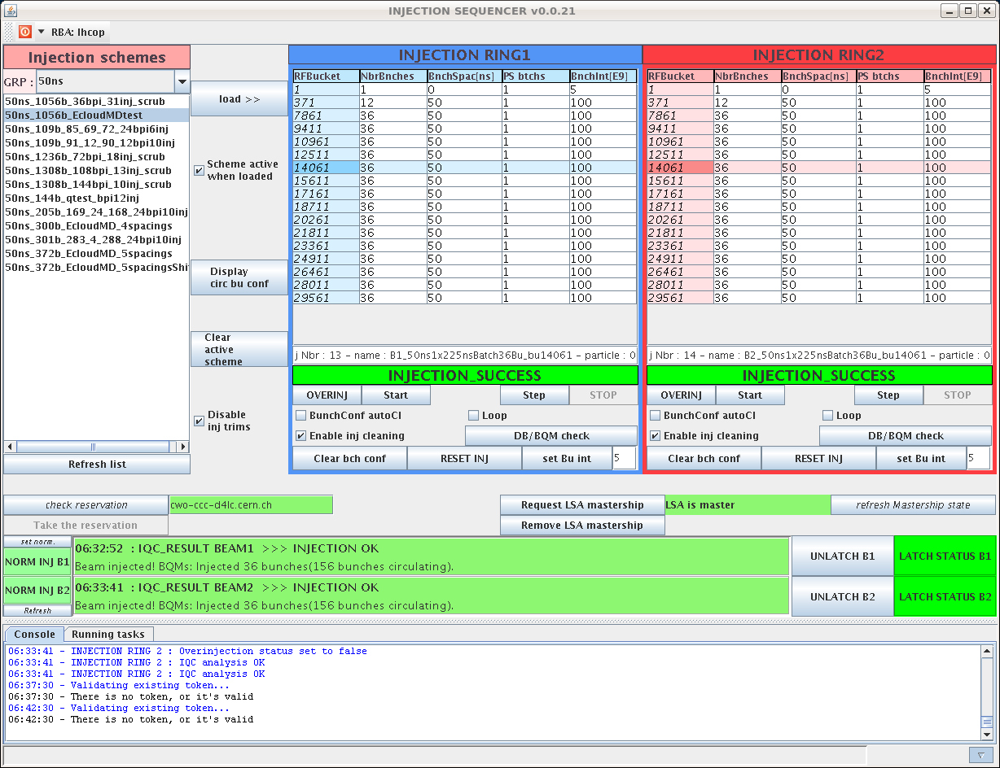 INJECTION SEQUENCER v0.0.21
RBA: lhcop
Injection schemes
GRP : 50ns
50ns_1056b_36bpi_31inj_scrub
50ns_1056b_EcloudMDtest
50ns_109b_85_69_72_24bpi6inj
50ns_109b_91_12_90_12bpi10inj
50ns_1236b_72bpi_18inj_scrub
50ns_1308b_108bpi_13inj_scrub
50ns_1308b_144bpi_10inj_scrub
50ns_144b_qtest_bpi12inj
50ns_205b_169_24_168_24bpi10inj
50ns_300b_EcloudMD_4spacings
50ns_301b_283_4_288_24bpi10inj
50ns_372b_EcloudMD_5spacings
50ns_372b_EcloudMD_5spacingsShi
Refresh list
load >>
Scheme active
when loaded
Display
circ bu conf
Clear
active
scheme
Disable
inj trims
INJECTION RING1
RFBucket NbrBnches BnchSpac[ns] PS btchs BnchInt[E9]
1 1 0 1 5
371 12 50 1 100
7861 36 50 1 100
9411 36 50 1 100
10961 36 50 1 100
12511 36 50 1 100
14061 36 50 1 100
15611 36 50 1 100
17161 36 50 1 100
18711 36 50 1 100
20261 36 50 1 100
21811 36 50 1 100
23361 36 50 1 100
24911 36 50 1 100
26461 36 50 1 100
28011 36 50 1 100
29561 36 50 1 100
j Nbr : 13 - name : B1_50ns1x225nsBatch36Bu_bu14061 - particle : 0
INJECTION_SUCCESS
OVERINJ Start Step STOP
BunchConf autoCl Loop
Enable inj cleaning DB/BQM check
Clear bch conf RESET INJ set Bu int 5
INJECTION RING2
RFBucket NbrBnches BnchSpac[ns] PS btchs BnchInt[E9]
1 1 0 1 5
371 12 50 1 100
7861 36 50 1 100
9411 36 50 1 100
10961 36 50 1 100
12511 36 50 1 100
14061 36 50 1 100
15611 36 50 1 100
17161 36 50 1 100
18711 36 50 1 100
20261 36 50 1 100
21811 36 50 1 100
23361 36 50 1 100
24911 36 50 1 100
26461 36 50 1 100
28011 36 50 1 100
29561 36 50 1 100
j Nbr : 14 - name : B2_50ns1x225nsBatch36Bu_bu14061 - particle : 0
INJECTION_SUCCESS
OVERINJ Start Step STOP
BunchConf autoCl Loop
Enable inj cleaning DB/BQM check
Clear bch conf RESET INJ set Bu int 5
check reservation cwo-ccc-d4lc.cern.ch Request LSA mastership LSA is master refresh Mastership state
Take the reservation Remove LSA mastership
set norm.
NORM INJ B1
06:32:52 : IQC_RESULT BEAM1 >>> INJECTION OK
Beam injected! BQMs: Injected 36 bunches(156 bunches circulating).
UNLATCH B1 LATCH STATUS B1
NORM INJ B2
06:33:41 : IQC_RESULT BEAM2 >>> INJECTION OK
Beam injected! BQMs: Injected 36 bunches(156 bunches circulating).
UNLATCH B2 LATCH STATUS B2
Refresh
Console Running tasks
06:33:41 - INJECTION RING 2 : Overinjection status set to false
06:33:41 - INJECTION RING 2 : IQC analysis OK
06:33:41 - INJECTION RING 2 : IQC analysis OK
06:37:30 - Validating existing token...
06:37:30 - There is no token, or it's valid
06:42:30 - Validating existing token...
06:42:30 - There is no token, or it's valid